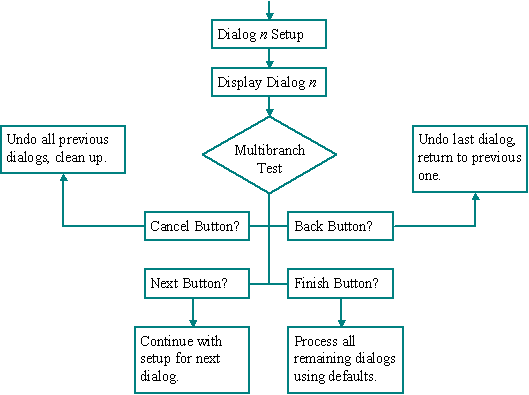 Dialog n Setup
Display Dialog n
Multibranch
Test
Undo all previous
dialogs, clean up.
Undo last dialog,
return to previous
one.
Cancel Button?
Back Button?
Next Button?
Finish Button?
Continue with
setup for next
dialog.
Process all
remaining dialogs
using defaults.